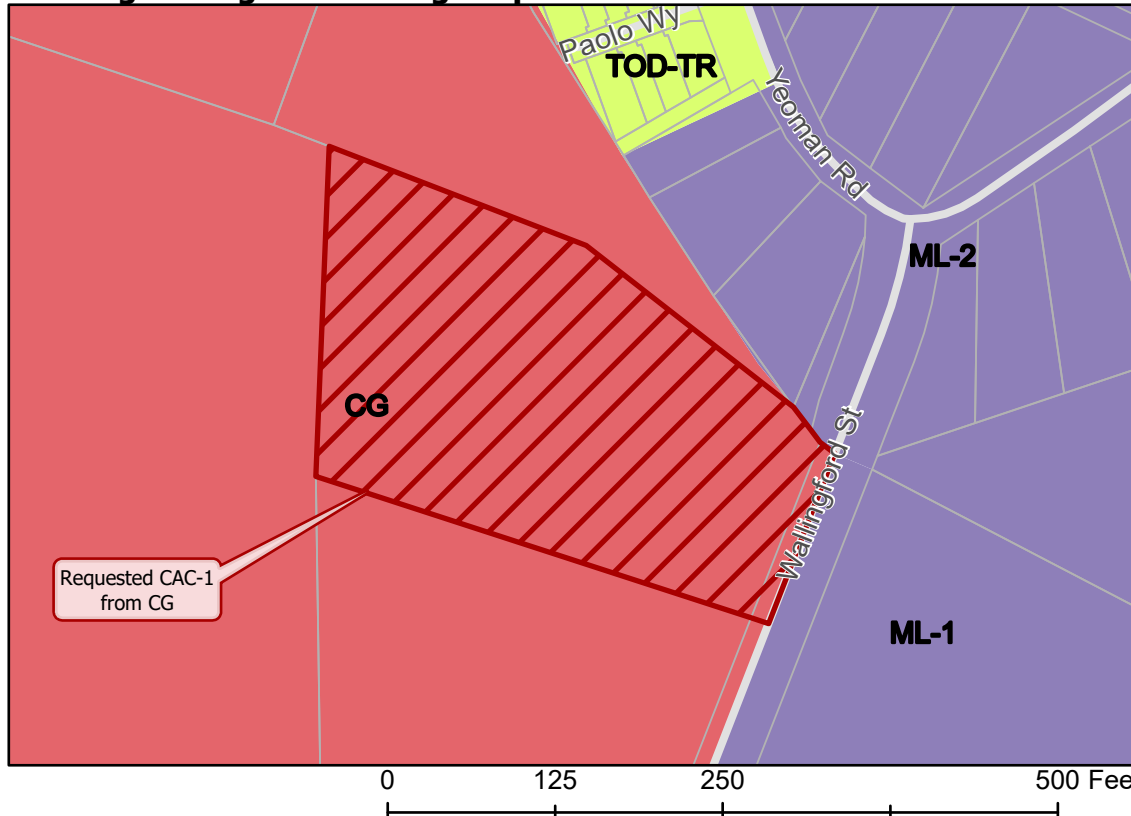 Paolo Wy
TOD-TR
Yeoman Rd
ML-2
CG
Wallingford St
Requested CAC-1
from CG
ML-1
0 125 250 500 Fee